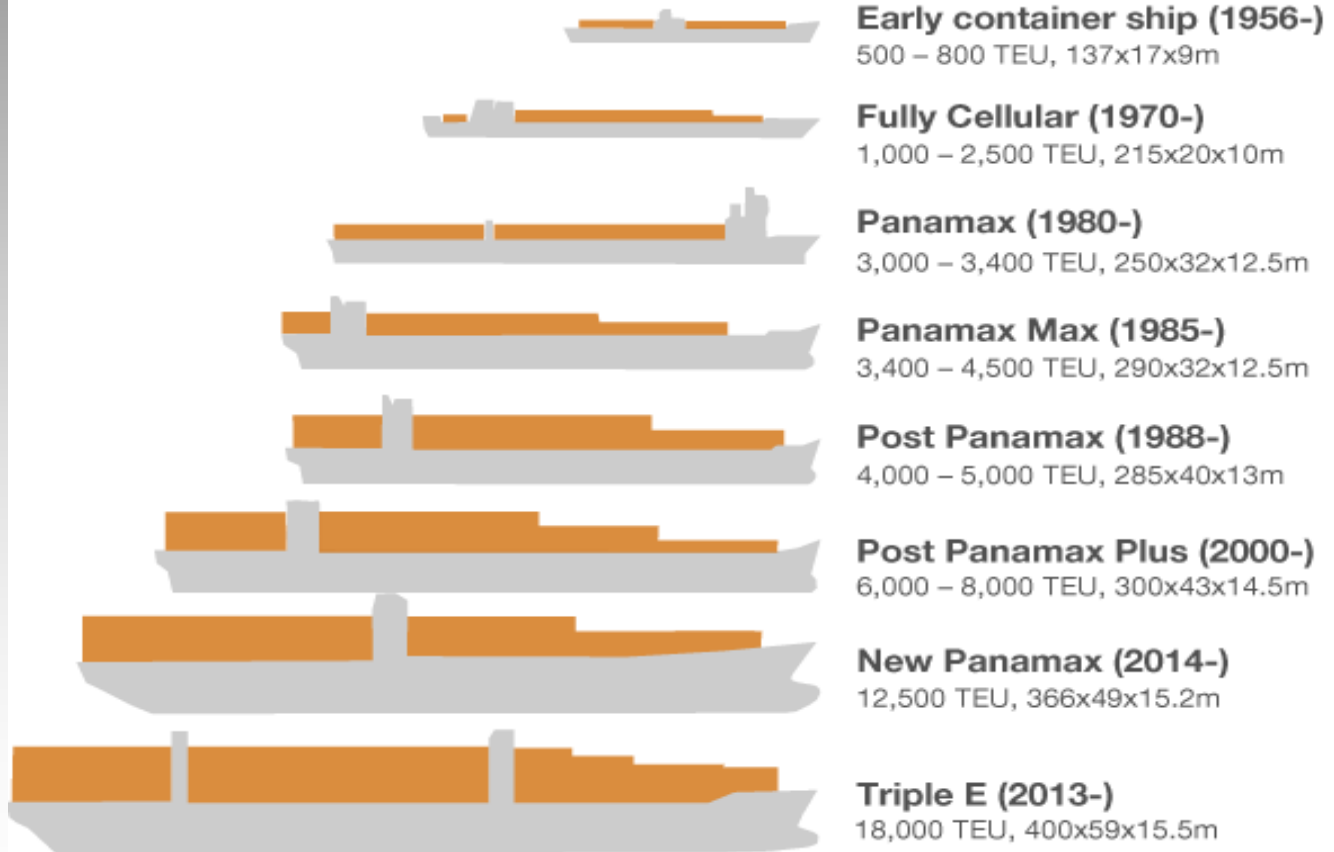 Early container ship (1956-)
500 – 800 TEU, 137x17x9m
Fully Cellular (1970-)
1,000 – 2,500 TEU, 215x20x10m
Panamax (1980-)
3,000 – 3,400 TEU, 250x32x12.5m
Panamax Max (1985-)
3,400 – 4,500 TEU, 290x32x12.5m
Post Panamax (1988-)
4,000 – 5,000 TEU, 285x40x13m
Post Panamax Plus (2000-)
6,000 – 8,000 TEU, 300x43x14.5m
New Panamax (2014-)
12,500 TEU, 366x49x15.2m
Triple E (2013-)
18,000 TEU, 400x59x15.5m